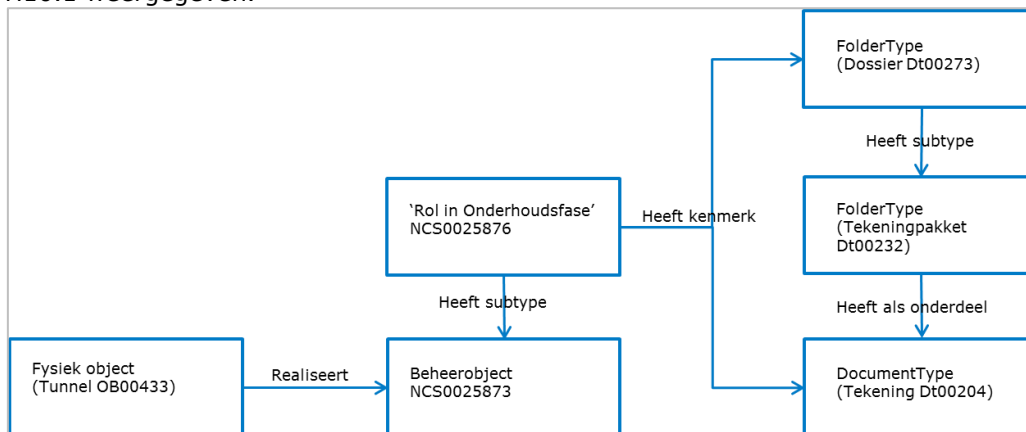 FolderType
(Dossier Dt00273)
Heeft subtype
‘Rol in Onderhoudsfase’
NCS0025876
Heeft kenmerk
FolderType
(Tekeningpakket
Dt00232)
Heeft subtype
Heeft als onderdeel
Fysiek object
(Tunnel OB00433)
Realiseert
Beheerobject
NCS0025873
DocumentType
(Tekening Dt00204)